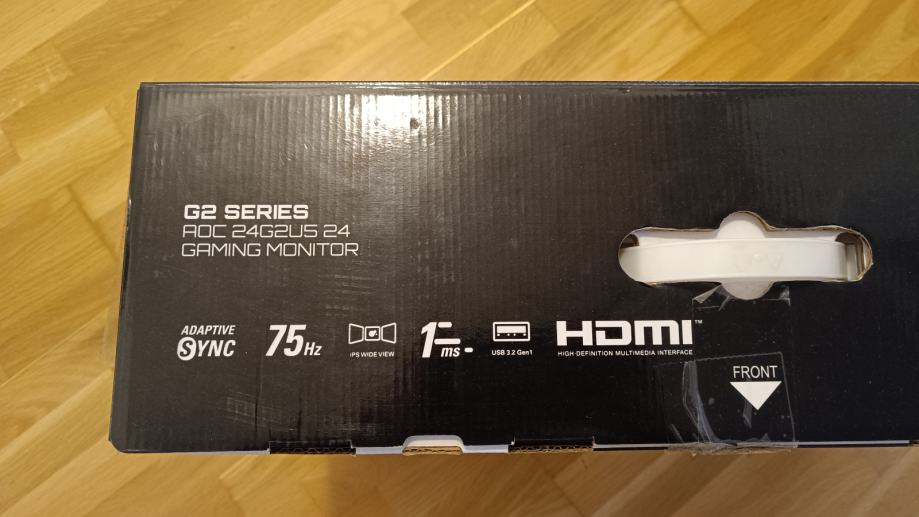 G2 SERIES
AOC 24G2U5 24
GAMING MONITOR
ADAPTIVE
SYNC
75Hz
IPS WIDE VIEW
1ms
USB 3.2 Gen1
HDMI™
HIGH-DEFINITION MULTIMEDIA INTERFACE
FRONT